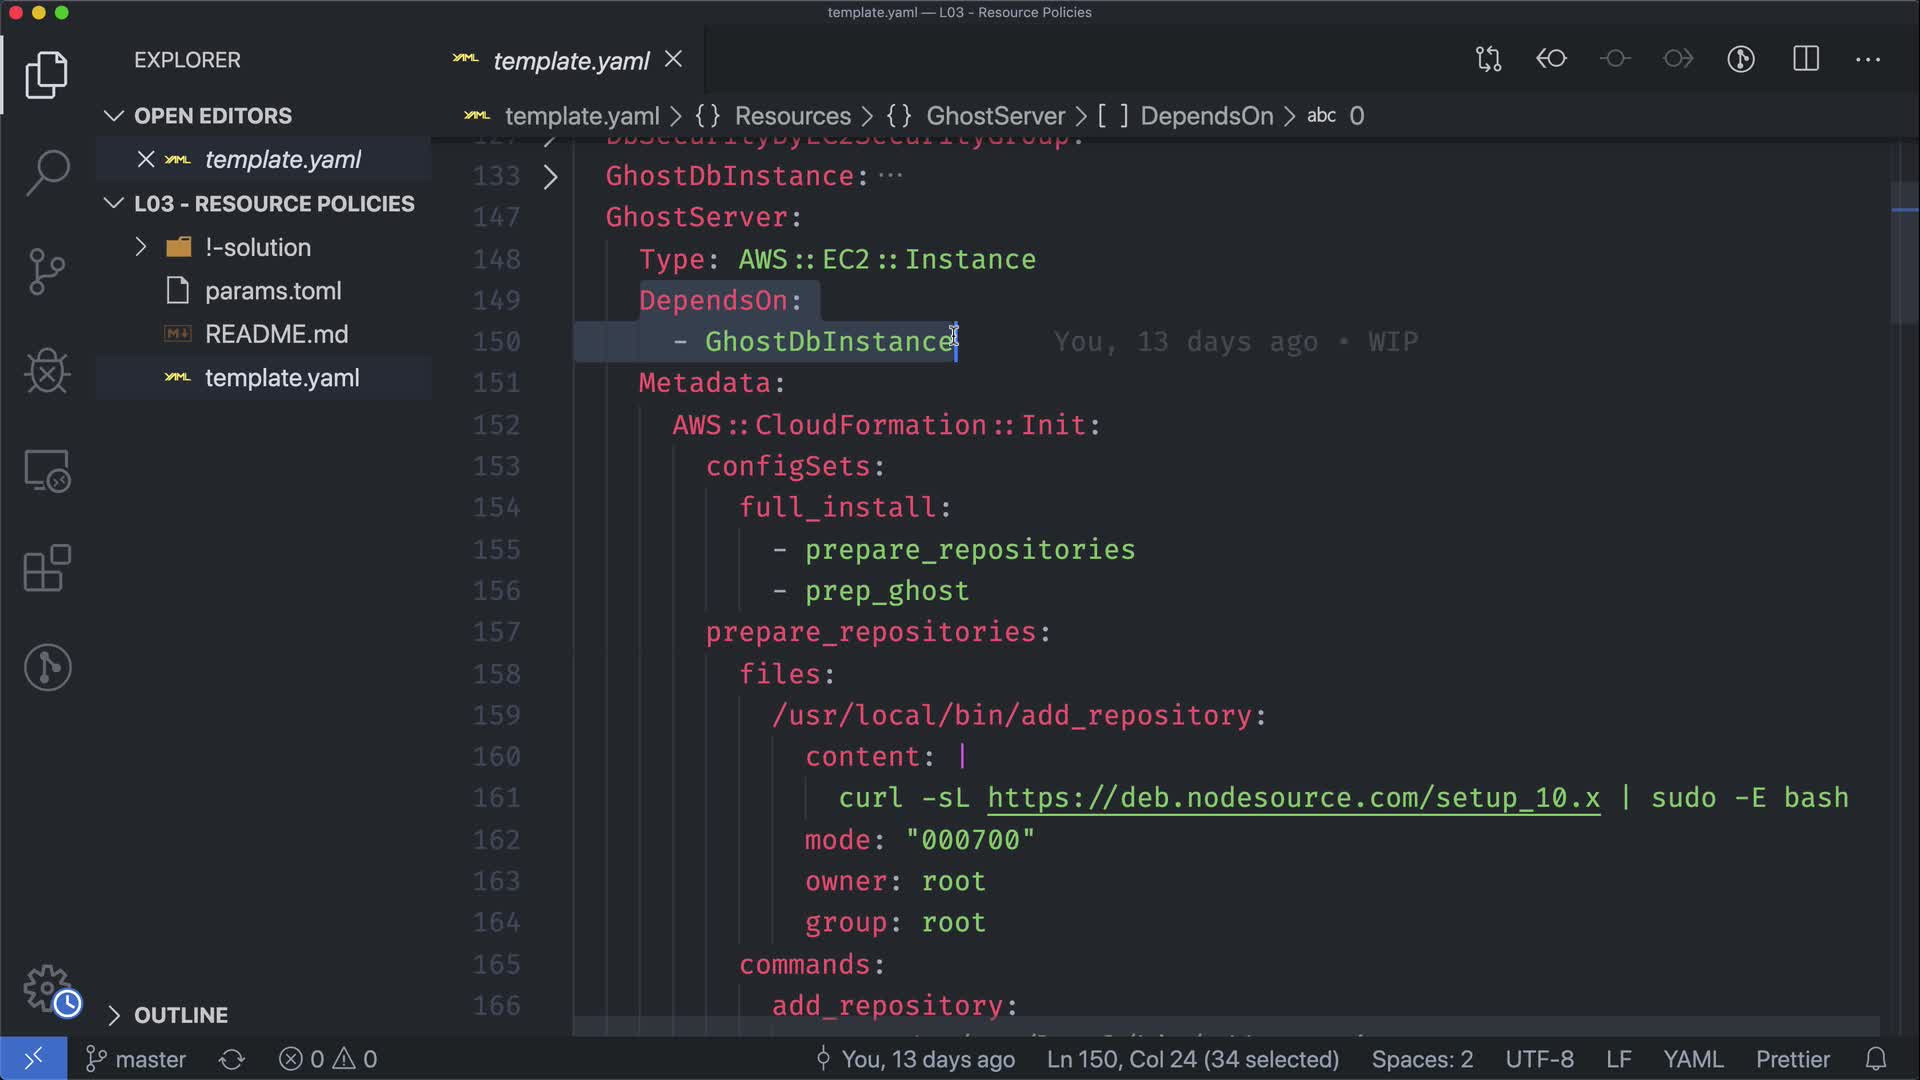 template.yaml — L03 - Resource Policies
EXPLORER
OPEN EDITORS
YAML template.yaml
L03 - RESOURCE POLICIES
!-solution
params.toml
README.md
YAML template.yaml
OUTLINE
YAML template.yaml
YAML template.yaml > {} Resources > {} GhostServer > [ ] DependsOn > abc 0
127 DbSecurityByEC2SecurityGroup:
133 GhostDbInstance: ···
147 GhostServer:
148 Type: AWS::EC2::Instance
149 DependsOn:
150 - GhostDbInstance You, 13 days ago • WIP
151 Metadata:
152 AWS::CloudFormation::Init:
153 configSets:
154 full_install:
155 - prepare_repositories
156 - prep_ghost
157 prepare_repositories:
158 files:
159 /usr/local/bin/add_repository:
160 content: |
161 curl -sL https://deb.nodesource.com/setup_10.x | sudo -E bash
162 mode: "000700"
163 owner: root
164 group: root
165 commands:
166 add_repository:
master 0 0 You, 13 days ago Ln 150, Col 24 (34 selected) Spaces: 2 UTF-8 LF YAML Prettier